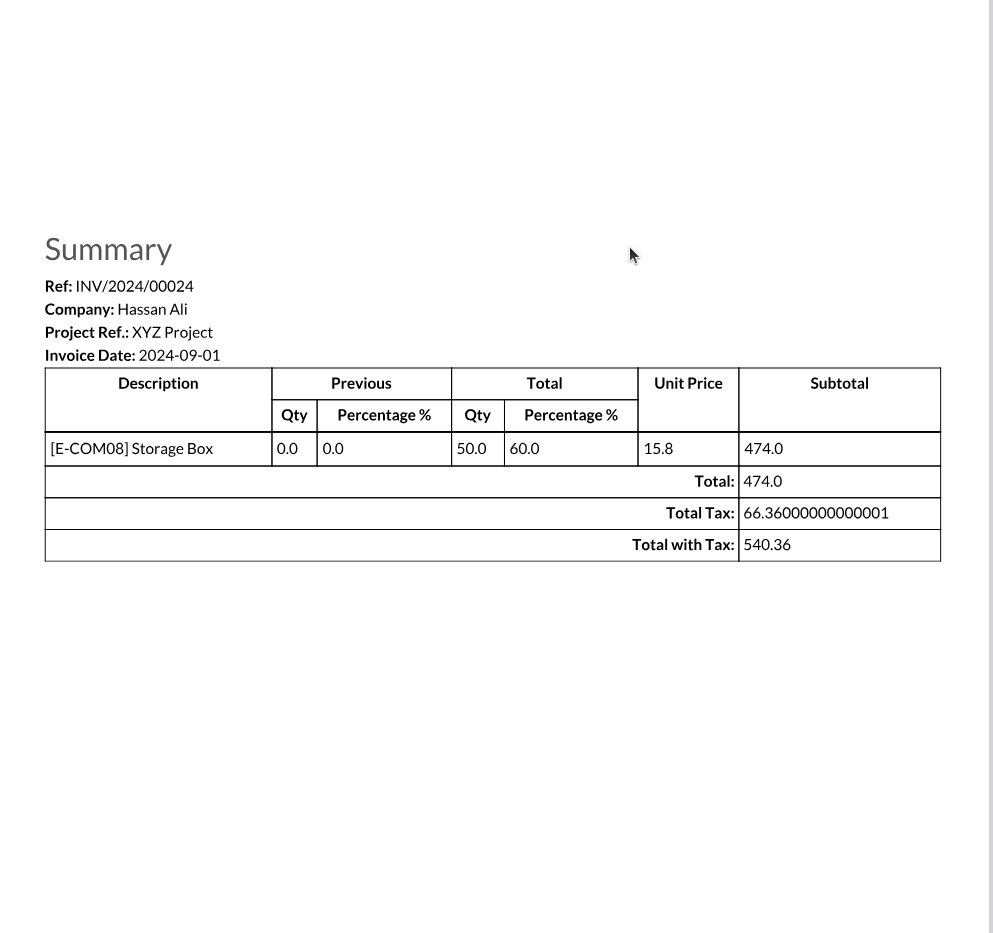 Summary
Ref: INV/2024/00024
Company: Hassan Ali
Project Ref.: XYZ Project
Invoice Date: 2024-09-01
Description Previous Total Unit Price Subtotal
Qty Percentage % Qty Percentage %
[E-COM08] Storage Box 0.0 0.0 50.0 60.0 15.8 474.0
Total: 474.0
Total Tax: 66.36000000000001
Total with Tax: 540.36